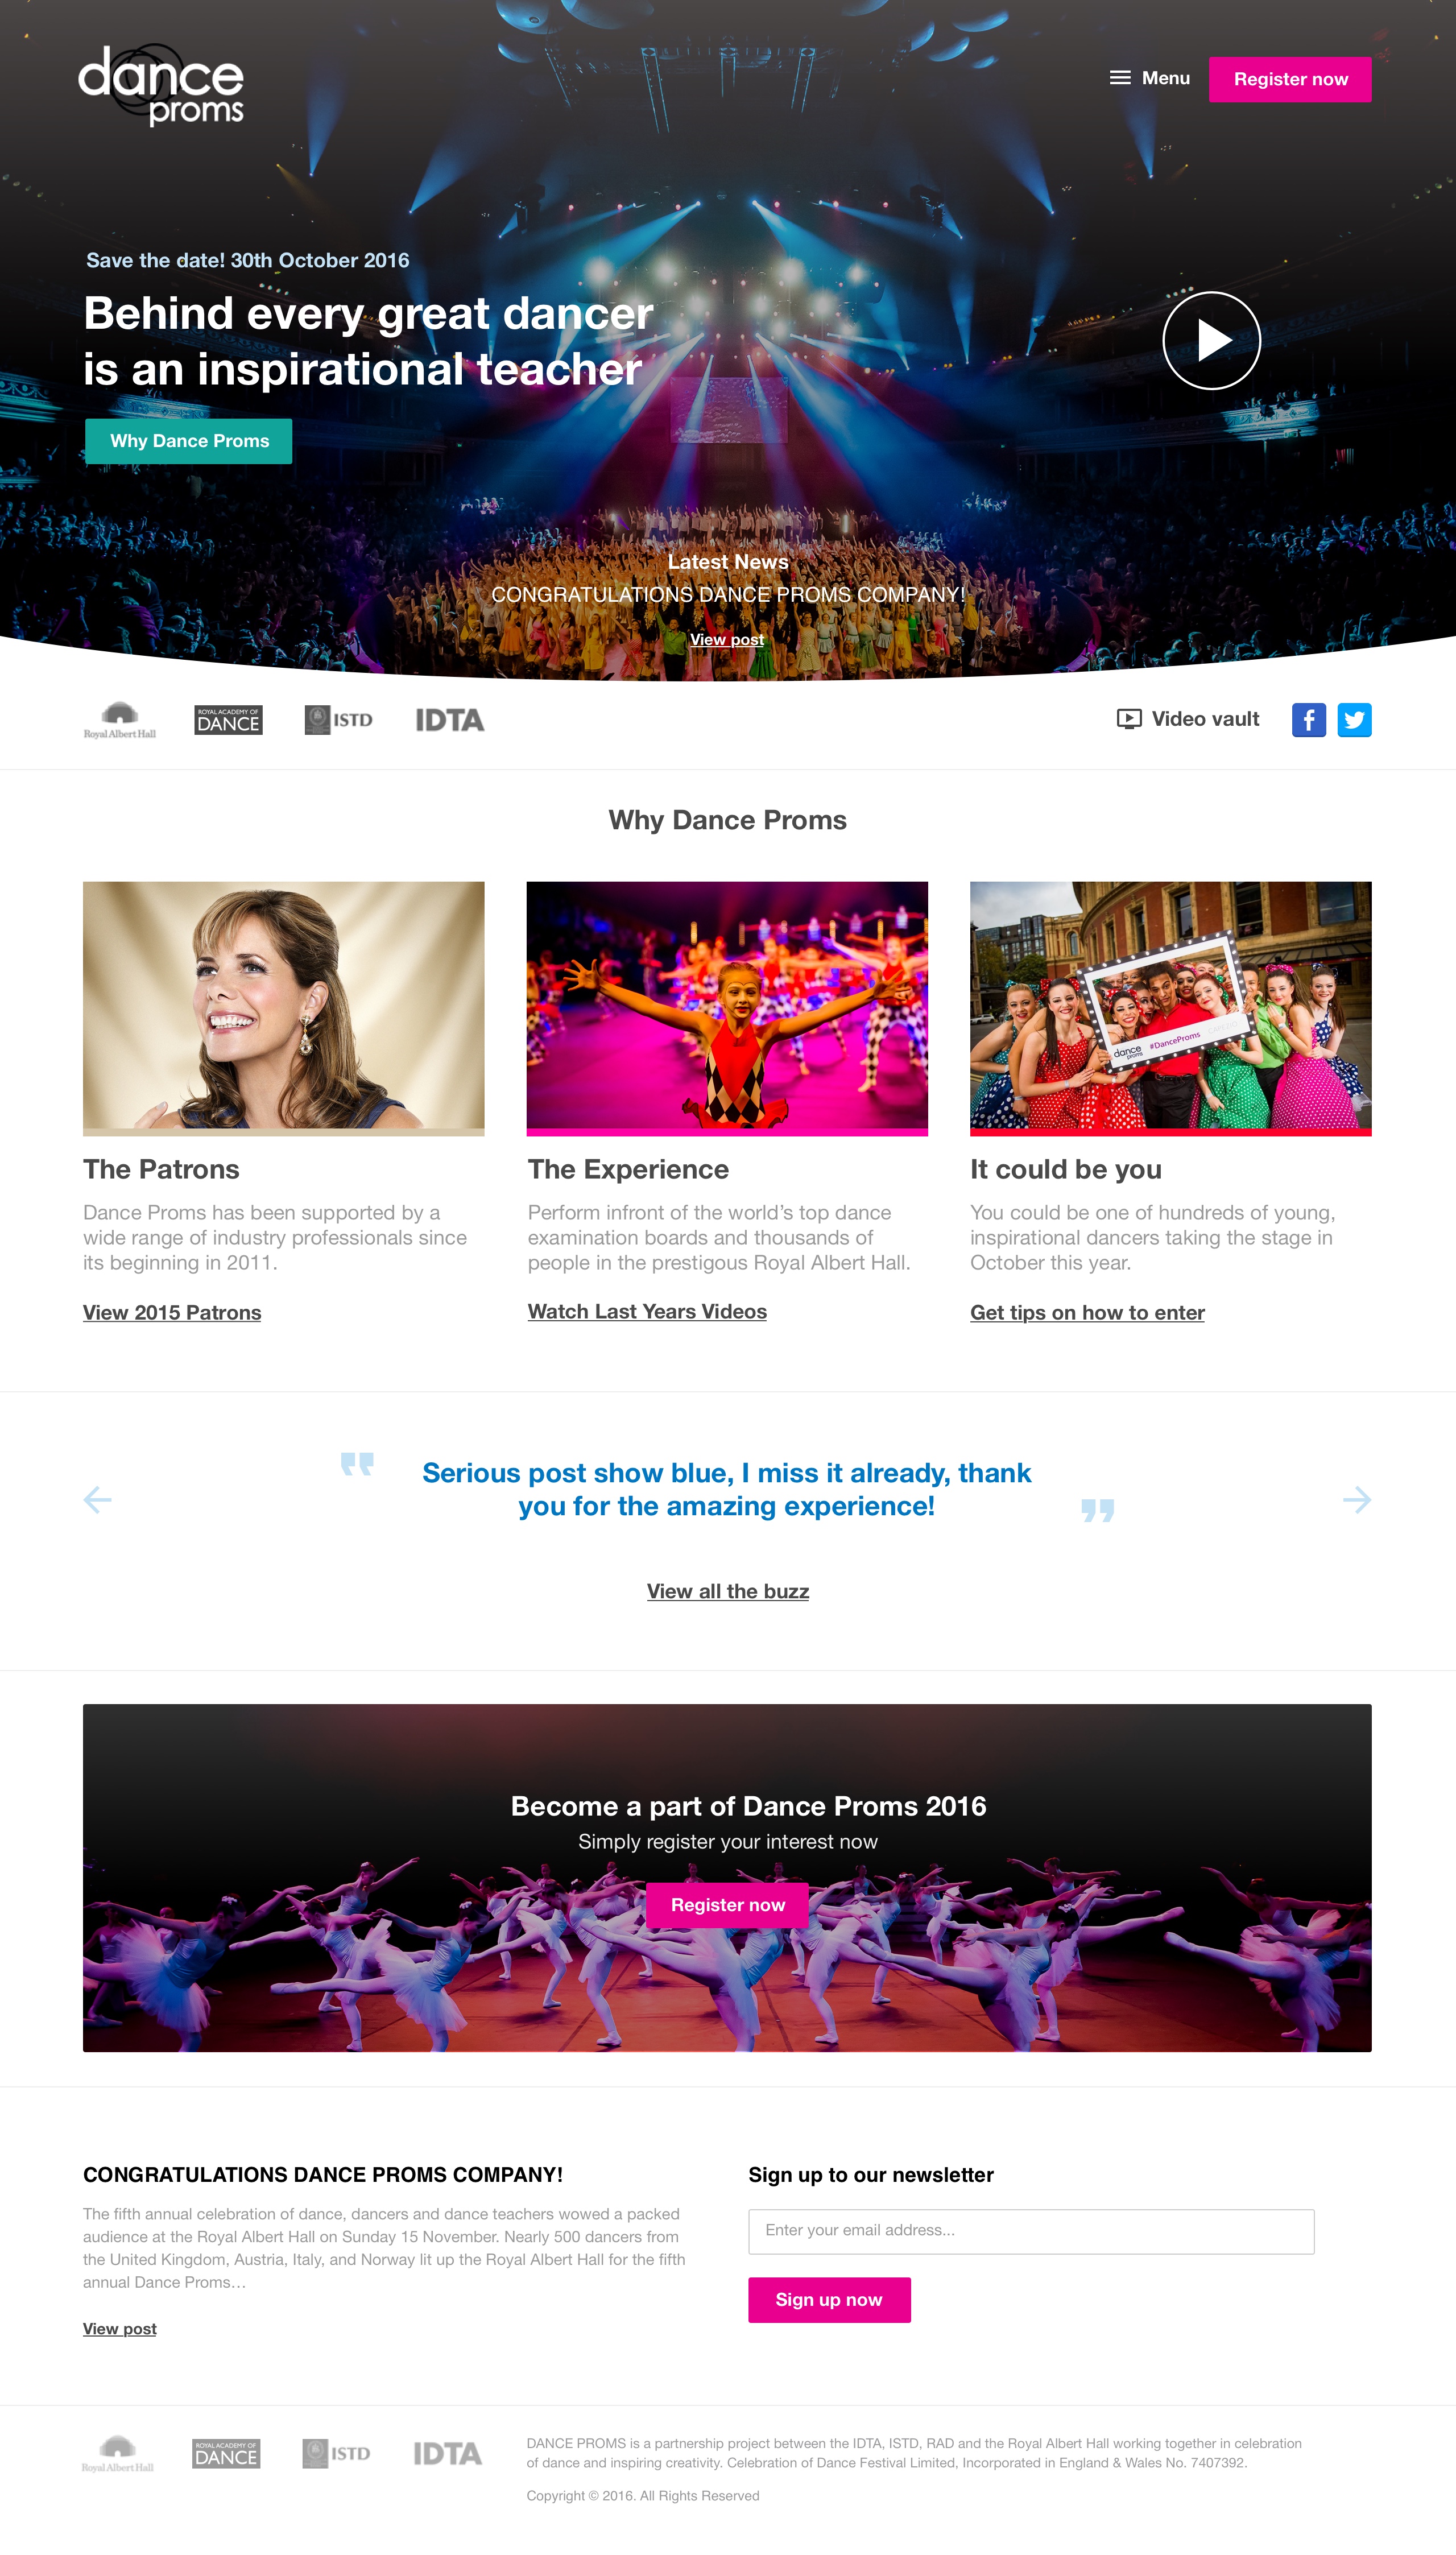 dance
proms
Menu
Register now
Save the date! 30th October 2016
Behind every great dancer
is an inspirational teacher
Why Dance Proms
Latest News
CONGRATULATIONS DANCE PROMS COMPANY!
View post
Royal Albert Hall
ROYAL ACADEMY OF
DANCE
ISTD
IDTA
Video vault
Why Dance Proms
dance
proms
#DanceProms
The Patrons
Dance Proms has been supported by a
wide range of industry professionals since
its beginning in 2011.
View 2015 Patrons
The Experience
Perform infront of the world's top dance
examination boards and thousands of
people in the prestigous Royal Albert Hall.
Watch Last Years Videos
It could be you
You could be one of hundreds of young,
inspirational dancers taking the stage in
October this year.
Get tips on how to enter
Serious post show blue, I miss it already, thank
you for the amazing experience!
View all the buzz
Become a part of Dance Proms 2016
Simply register your interest now
Register now
CONGRATULATIONS DANCE PROMS COMPANY!
The fifth annual celebration of dance, dancers and dance teachers wowed a packed
audience at the Royal Albert Hall on Sunday 15 November. Nearly 500 dancers from
the United Kingdom, Austria, Italy, and Norway lit up the Royal Albert Hall for the fifth
annual Dance Proms…
View post
Sign up to our newsletter
Enter your email address...
Sign up now
Royal Albert Hall
ROYAL ACADEMY OF
DANCE
ISTD
IDTA
DANCE PROMS is a partnership project between the IDTA, ISTD, RAD and the Royal Albert Hall working together in celebration
of dance and inspiring creativity. Celebration of Dance Festival Limited, Incorporated in England & Wales No. 7407392.
Copyright © 2016. All Rights Reserved